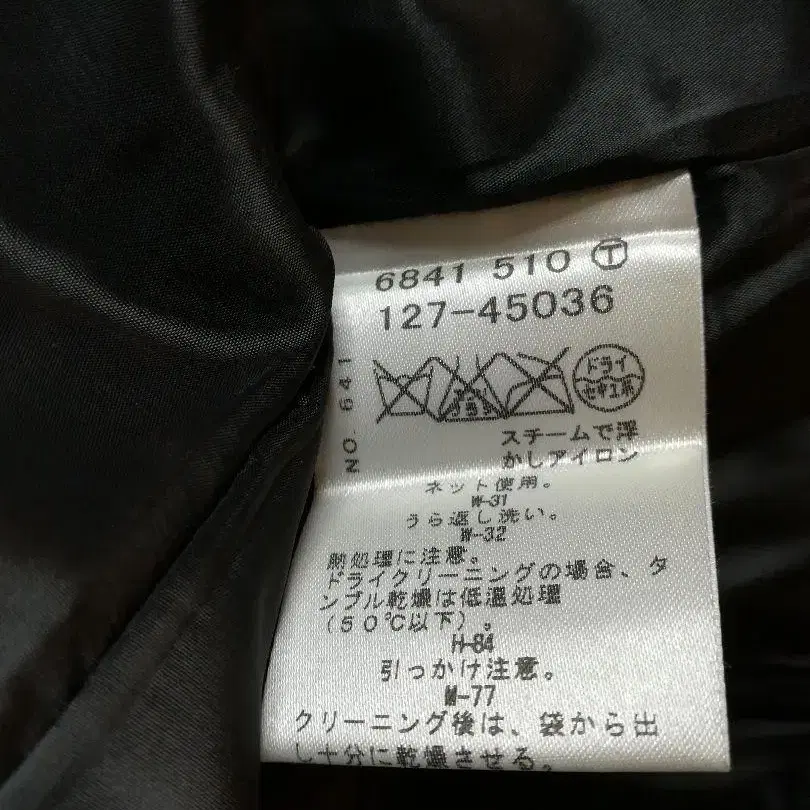 6841 510 Ⓣ
127-45036
NO. 641
ドライ
セキユ系
スチームで浮
かしアイロン
ネット使用。
W-31
うら返し洗い。
W-32
熱処理に注意。
ドライクリーニングの場合、タ
ンブル乾燥は低温処理
(50℃以下)。
H-84
引っかけ注意。
M-77
クリーニング後は、袋から出
し十分に乾燥させる。